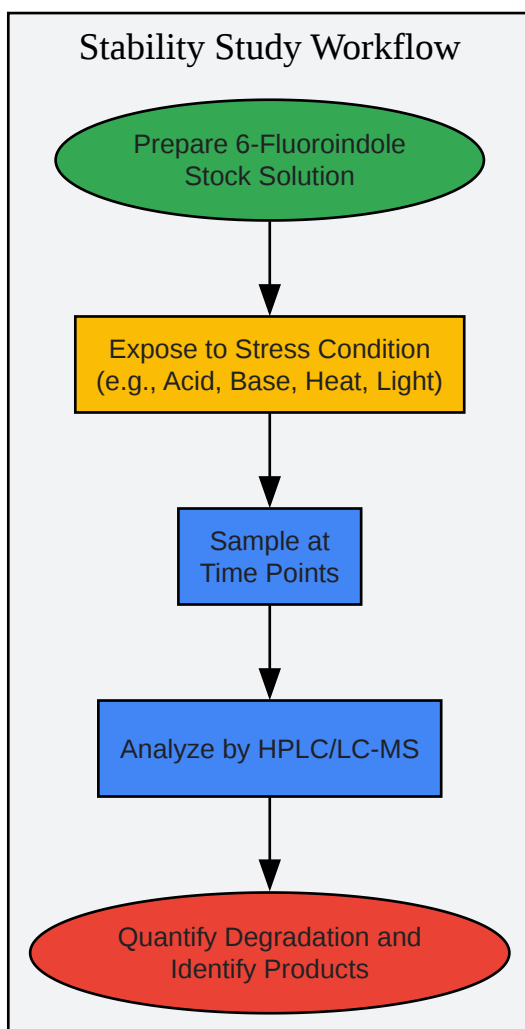 Stability Study Workflow
Prepare 6-Fluoroindole
Stock Solution
Expose to Stress Condition
(e.g., Acid, Base, Heat, Light)
Sample at
Time Points
Analyze by HPLC/LC-MS
Quantify Degradation and
Identify Products